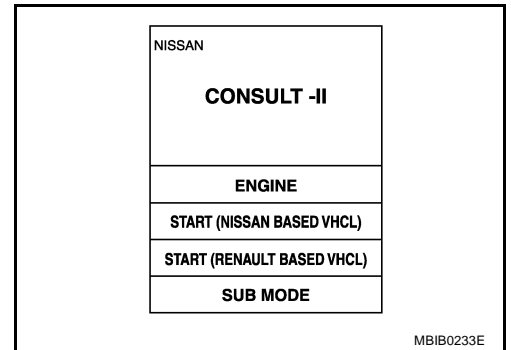 NISSAN
CONSULT -II
ENGINE
START (NISSAN BASED VHCL)
START (RENAULT BASED VHCL)
SUB MODE
MBIB0233E